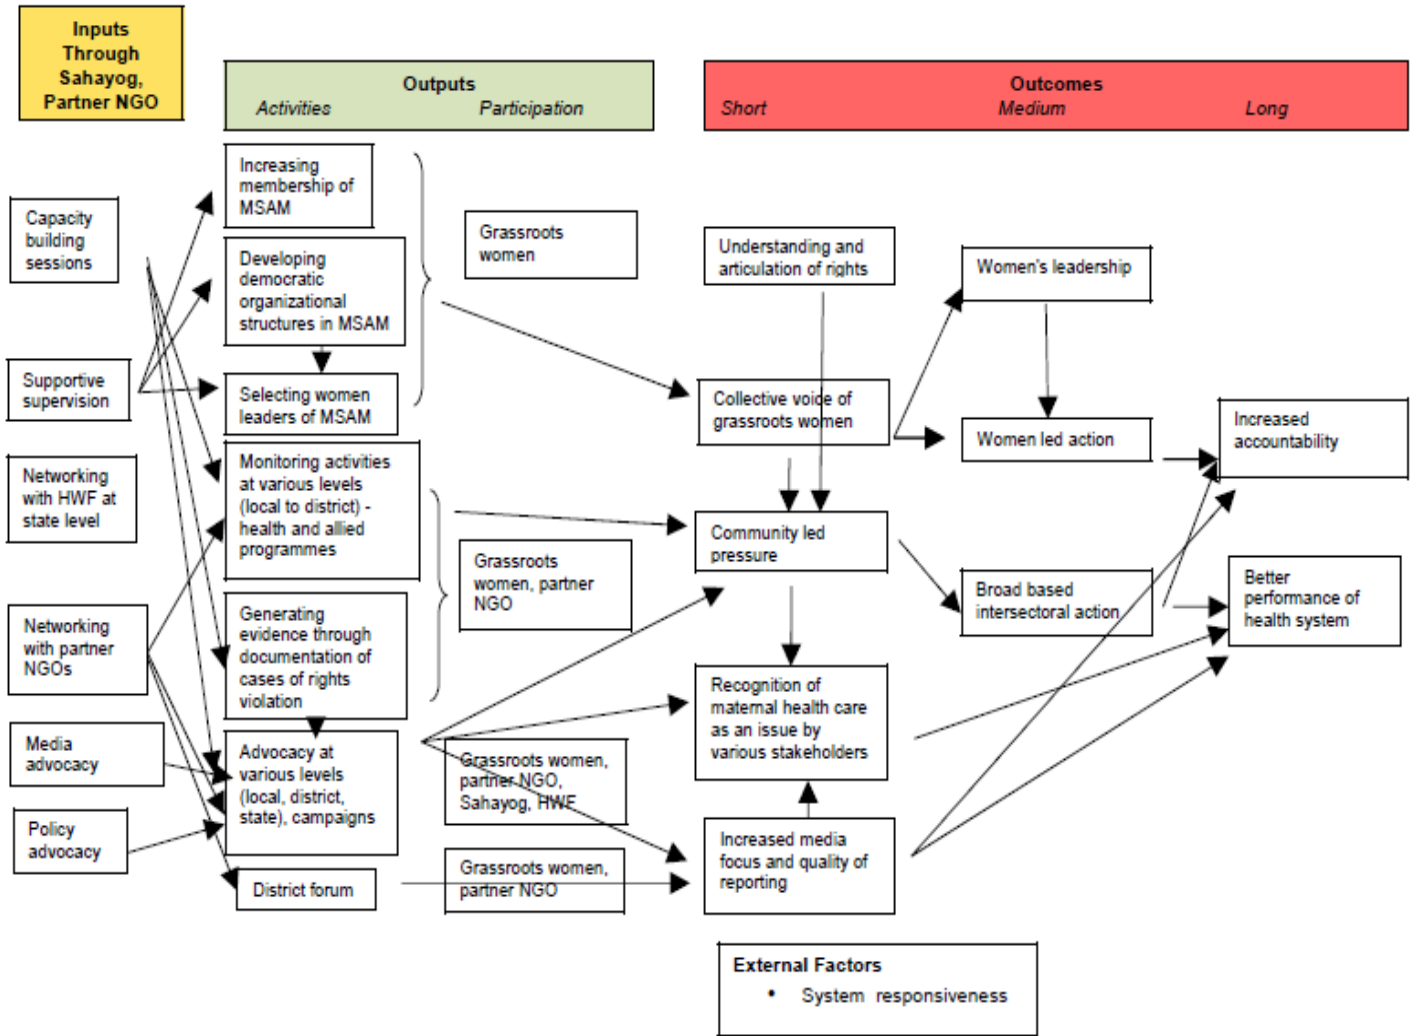 Inputs
Through
Sahayog,
Partner NGO
Outputs
Activities
Participation
Outcomes
Short
Medium
Long
Capacity
building
sessions
Supportive
supervision
Networking
with HWF at
state level
Networking
with partner
NGOs
Media
advocacy
Policy
advocacy
Increasing
membership of
MSAM
Developing
democratic
organizational
structures in MSAM
Selecting women
leaders of MSAM
Monitoring activities
at various levels
(local to district) -
health and allied
programmes
Generating
evidence through
documentation of
cases of rights
violation
Advocacy at
various levels
(local, district,
state), campaigns
District forum
Grassroots
women
Grassroots
women, partner
NGO
Grassroots women,
partner NGO,
Sahayog, HWF
Grassroots women,
partner NGO
Understanding and
articulation of rights
Collective voice of
grassroots women
Community led
pressure
Recognition of
maternal health care
as an issue by
various stakeholders
Increased media
focus and quality of
reporting
Women's leadership
Women led action
Broad based
intersectoral action
Increased
accountability
Better
performance of
health system
External Factors
• System responsiveness